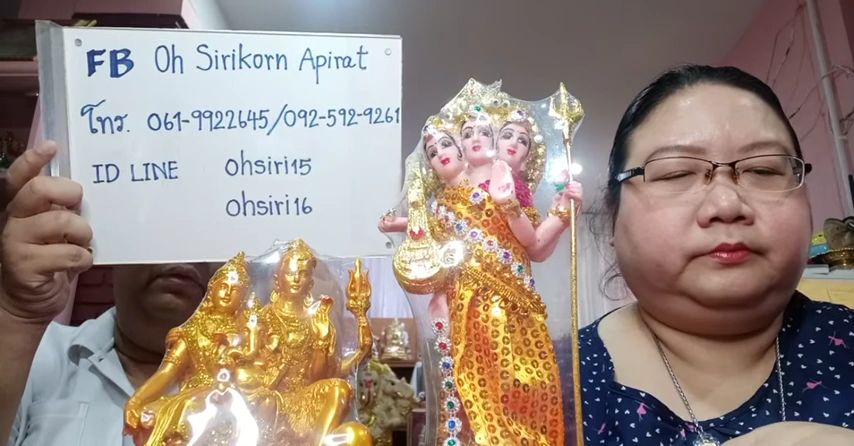 FB Oh Sirikorn Apirat
โทร. 061-9922645/092-592-9261
ID LINE ohsiri15
ohsiri16